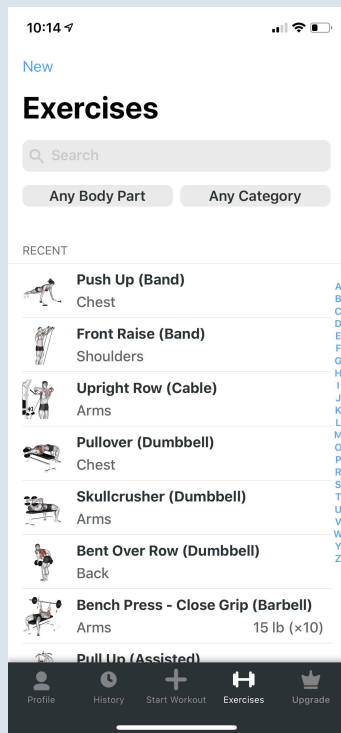 10:14
New
Exercises
Search
Any Body Part Any Category
RECENT
Push Up (Band)
Chest
Front Raise (Band)
Shoulders
Upright Row (Cable)
Arms
Pullover (Dumbbell)
Chest
Skullcrusher (Dumbbell)
Arms
Bent Over Row (Dumbbell)
Back
Bench Press - Close Grip (Barbell)
Arms 15 lb (×10)
Pull Up (Assisted)
A
B
C
D
E
F
G
H
I
J
K
L
M
O
P
R
S
T
U
V
W
Y
Z
Profile History Start Workout Exercises Upgrade